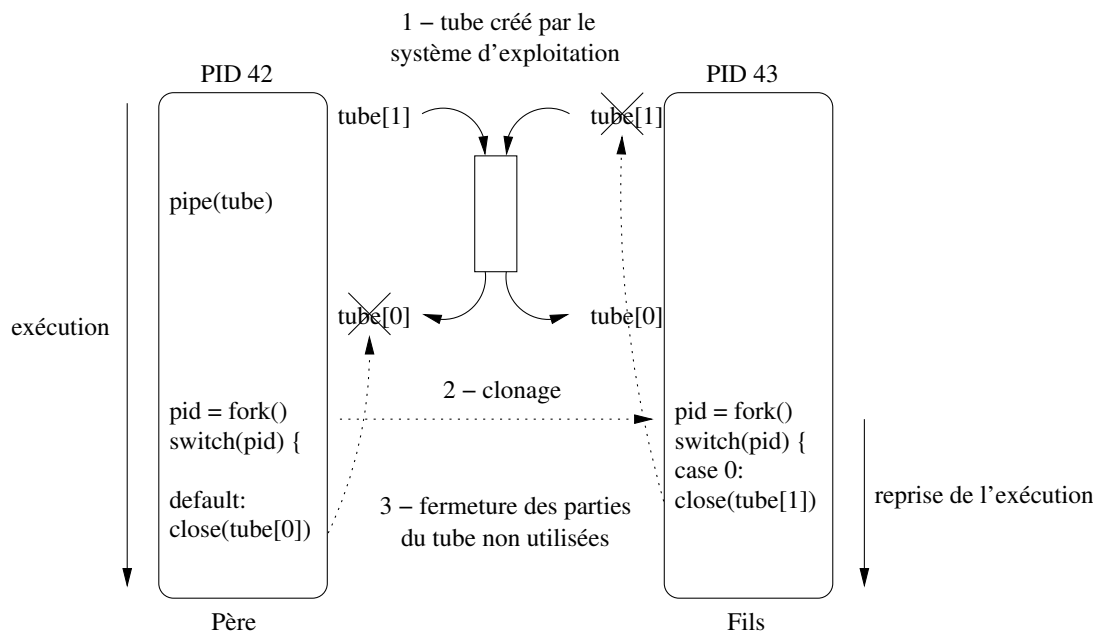 1 – tube créé par le
système d'exploitation
PID 42
PID 43
tube[1]
tube[1]
pipe(tube)
tube[0]
tube[0]
exécution
2 – clonage
pid = fork()
switch(pid) {
default:
close(tube[0])
pid = fork()
switch(pid) {
case 0:
close(tube[1])
reprise de l'exécution
3 – fermeture des parties
du tube non utilisées
Père
Fils